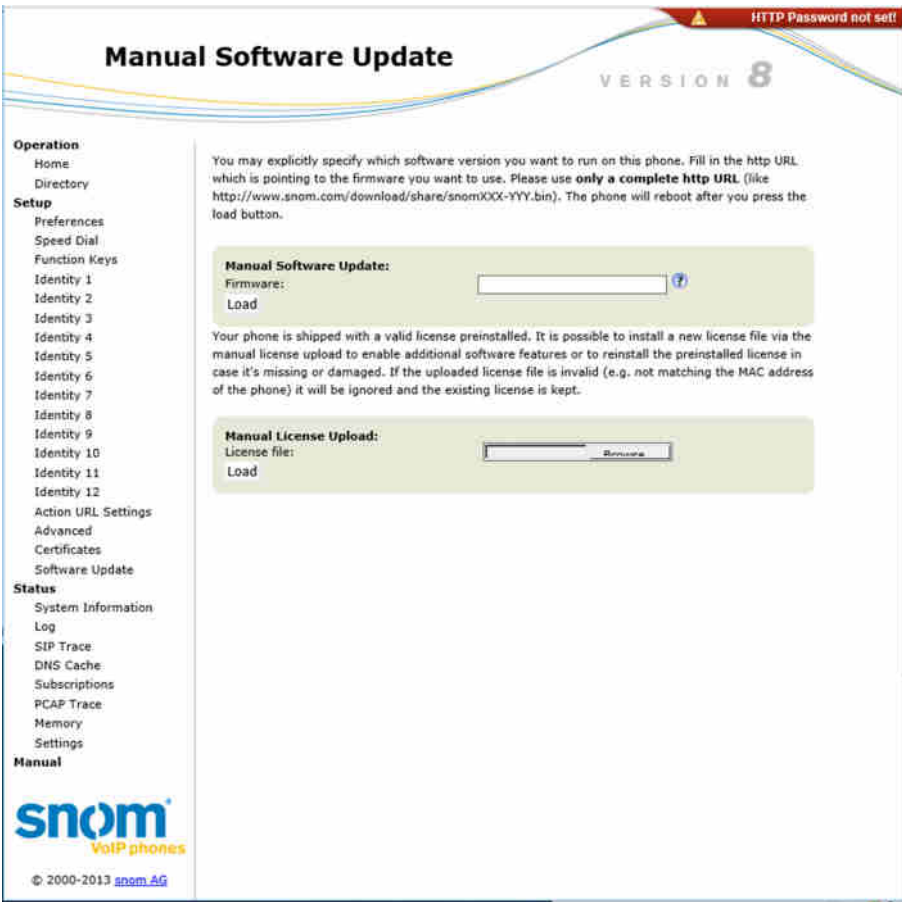 HTTP Password not set!
Manual Software Update
VERSION 8
Operation
Home
Directory
Setup
Preferences
Speed Dial
Function Keys
Identity 1
Identity 2
Identity 3
Identity 4
Identity 5
Identity 6
Identity 7
Identity 8
Identity 9
Identity 10
Identity 11
Identity 12
Action URL Settings
Advanced
Certificates
Software Update
Status
System Information
Log
SIP Trace
DNS Cache
Subscriptions
PCAP Trace
Memory
Settings
Manual
snom
VoIP phones
© 2000-2013 snom AG
You may explicitly specify which software version you want to run on this phone. Fill in the http URL
which is pointing to the firmware you want to use. Please use only a complete http URL (like
http://www.snom.com/download/share/snomXXX-YYY.bin). The phone will reboot after you press the
load button.
Manual Software Update:
Firmware:
?
Load
Your phone is shipped with a valid license preinstalled. It is possible to install a new license file via the
manual license upload to enable additional software features or to reinstall the preinstalled license in
case it's missing or damaged. If the uploaded license file is invalid (e.g. not matching the MAC address
of the phone) it will be ignored and the existing license is kept.
Manual License Upload:
License file:
Browse
Load